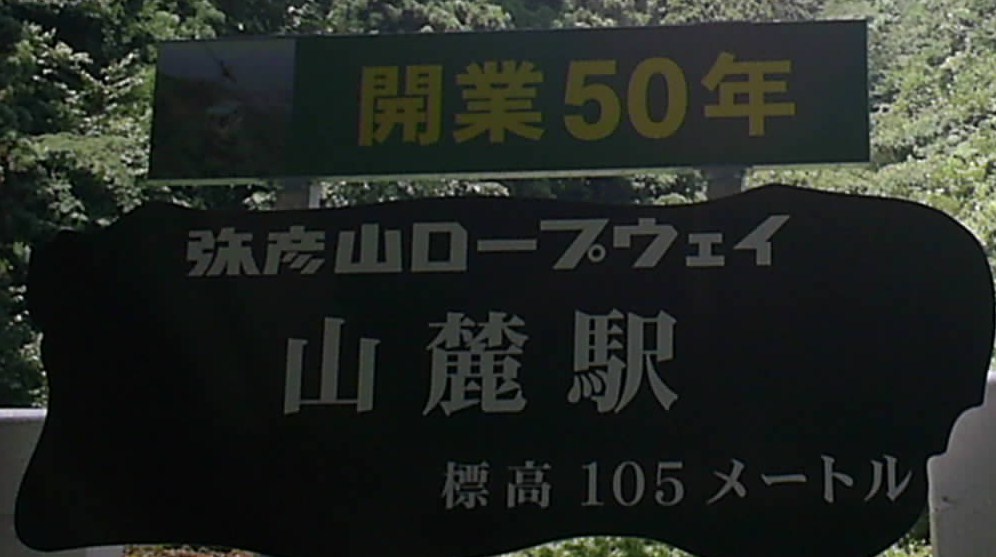 開業50年
弥彦山ロープウェイ
山麓駅
標高 105メートル